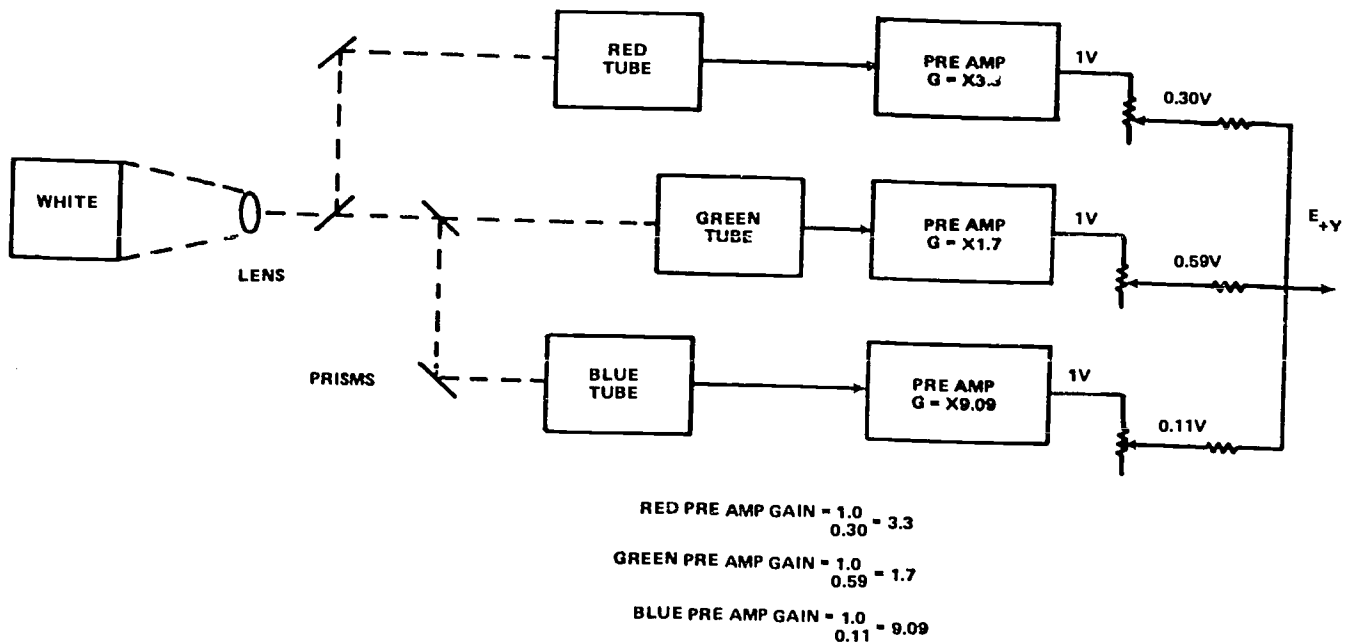 RED
TUBE
PRE AMP
G = X3.3
1V
0.30V
WHITE
LENS
GREEN
TUBE
PRE AMP
G = X1.7
1V
0.59V
E+Y
PRISMS
BLUE
TUBE
PRE AMP
G = X9.09
1V
0.11V
RED PRE AMP GAIN = 1.0
0.30 = 3.3
GREEN PRE AMP GAIN = 1.0
0.59 = 1.7
BLUE PRE AMP GAIN = 1.0
0.11 = 9.09